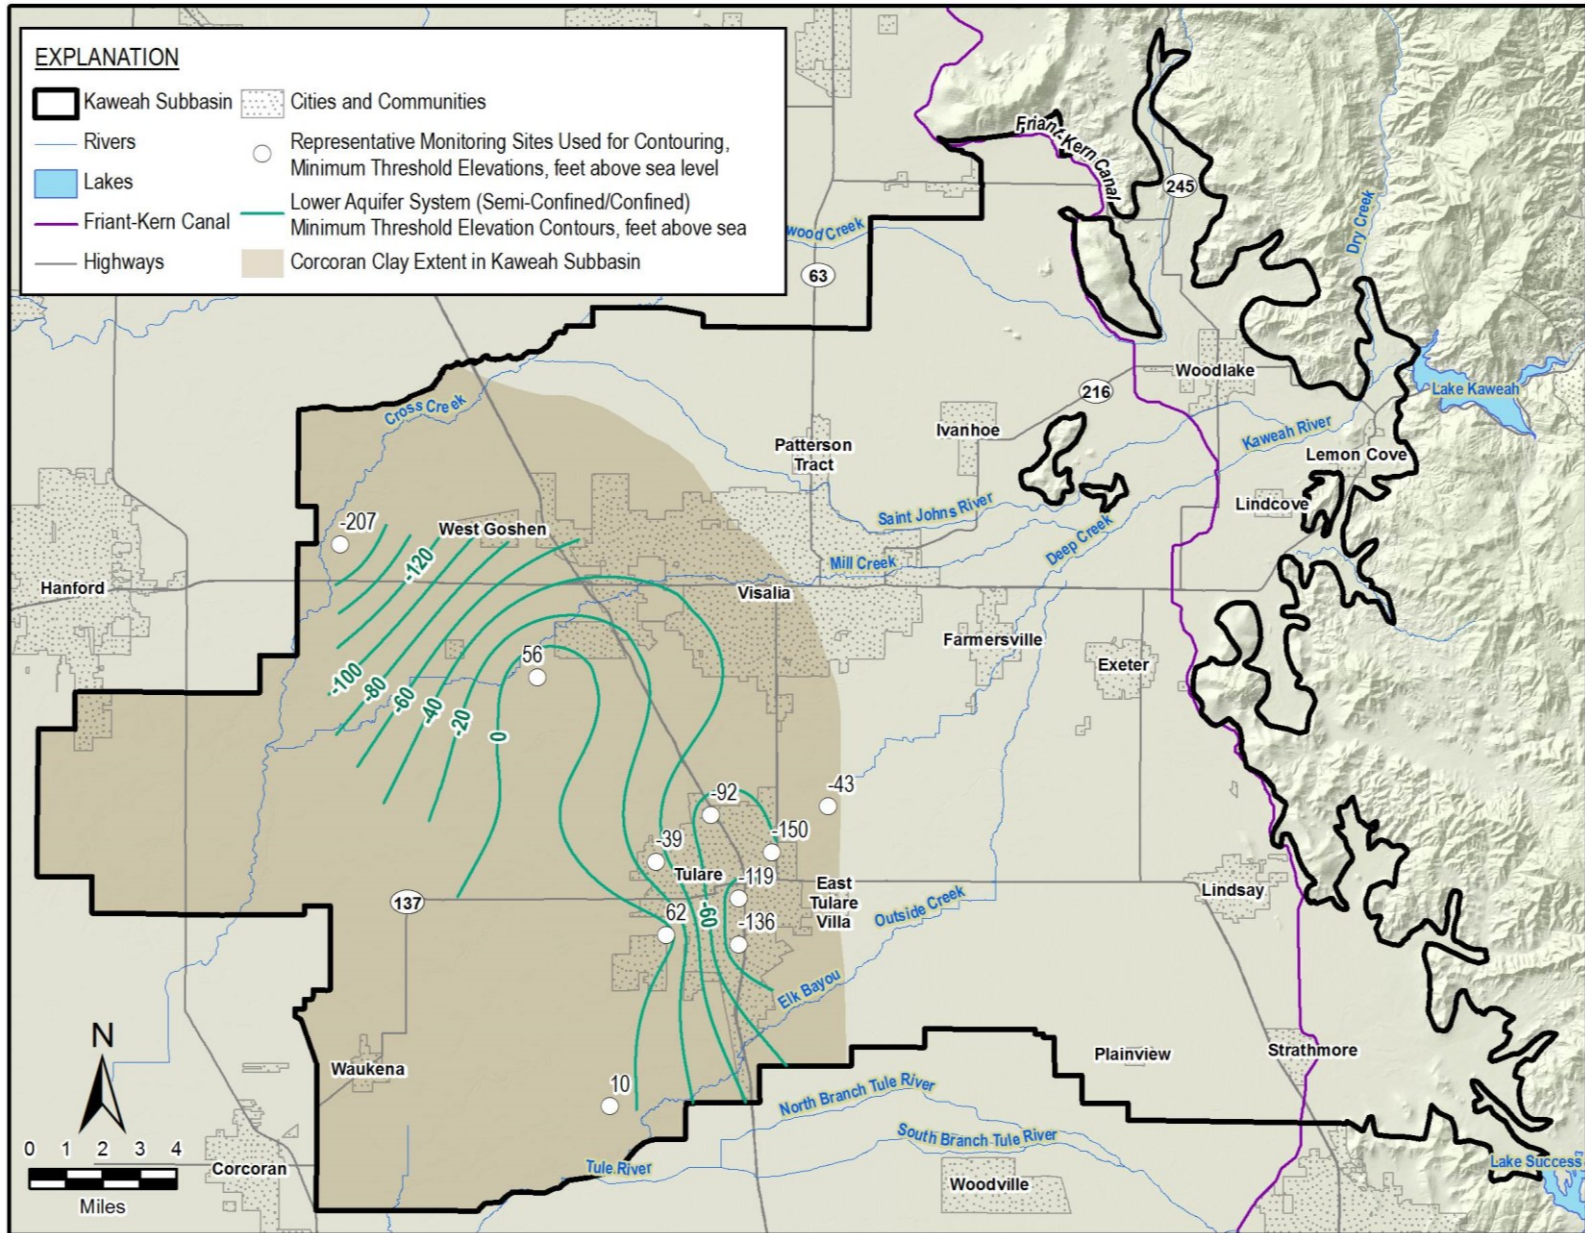 EXPLANATION
Kaweah Subbasin
Cities and Communities
Rivers
Representative Monitoring Sites Used for Contouring,
Minimum Threshold Elevations, feet above sea level
Lakes
Lower Aquifer System (Semi-Confined/Confined)
Minimum Threshold Elevation Contours, feet above sea
Friant-Kern Canal
Highways
Corcoran Clay Extent in Kaweah Subbasin
Friant-Kern Canal
245
Dry Creek
wood Creek
63
Woodlake
216
Lake Kaweah
Cross Creek
Ivanhoe
Kaweah River
Patterson
Tract
Lemon Cove
Saint Johns River
Lindcove
-207
West Goshen
Deep Creek
Mill Creek
-120
Hanford
Visalia
Farmersville
56
Exeter
-100
-80
-60
-40
-20
0
-43
-92
-150
-39
Tulare
-119
East
Tulare
Villa
Lindsay
137
Outside Creek
62
-60
-136
Elk Bayou
N
Waukena
Plainview
Strathmore
10
North Branch Tule River
South Branch Tule River
0 1 2 3 4
Miles
Corcoran
Tule River
Woodville
Lake Success